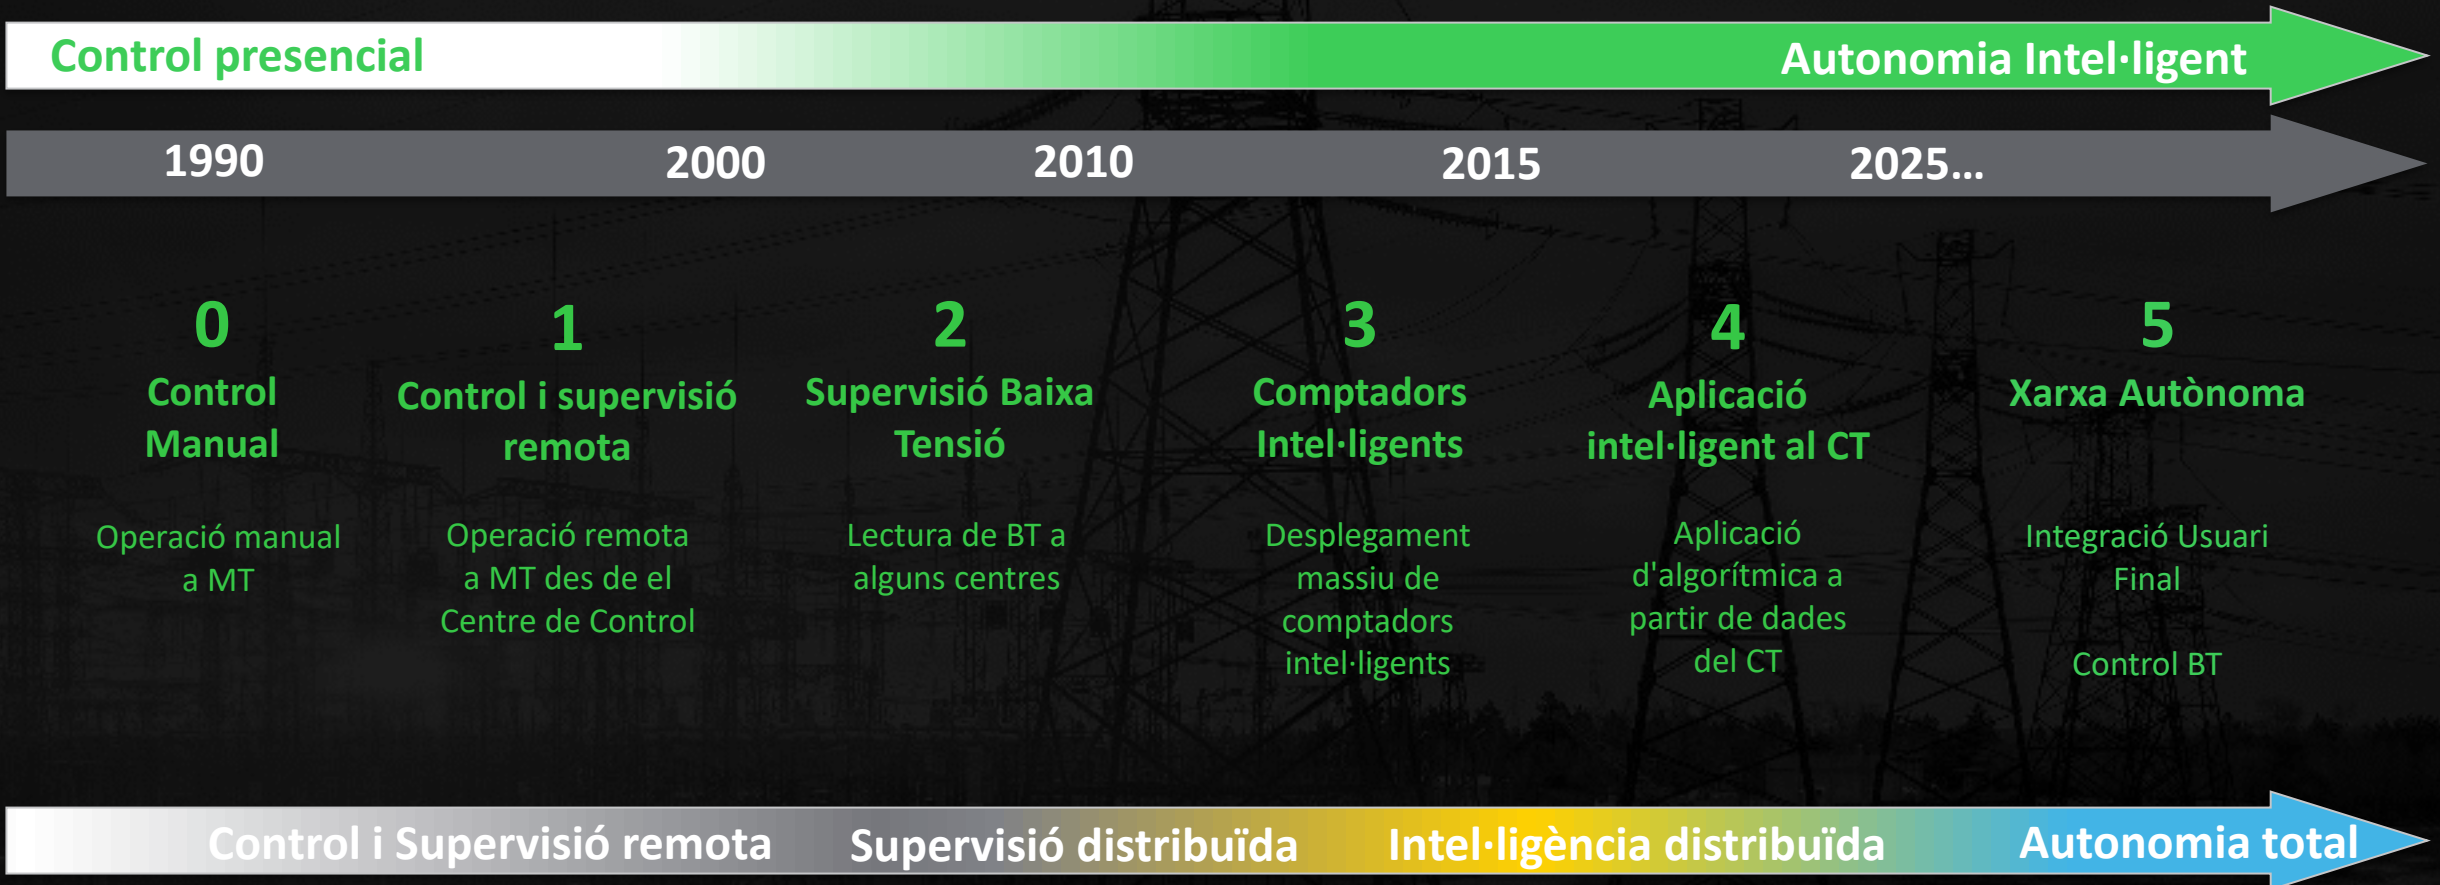 Control presencial
Autonomia Intel·ligent
1990
2000
2010
2015
2025...
0
Control
Manual
Operació manual
a MT
1
Control i supervisió
remota
Operació remota
a MT des de el
Centre de Control
2
Supervisió Baixa
Tensió
Lectura de BT a
alguns centres
3
Comptadors
Intel·ligents
Desplegament
massiu de
comptadors
intel·ligents
4
Aplicació
intel·ligent al CT
Aplicació
d'algorítmica a
partir de dades
del CT
5
Xarxa Autònoma
Integració Usuari
Final
Control BT
Control i Supervisió remota
Supervisió distribuïda
Intel·ligència distribuïda
Autonomia total